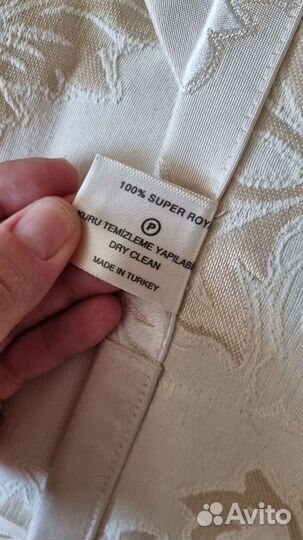 100% SUPER ROY
P
KURU TEMİZLEME YAPILAB
DRY CLEAN
MADE IN TURKEY
Avito